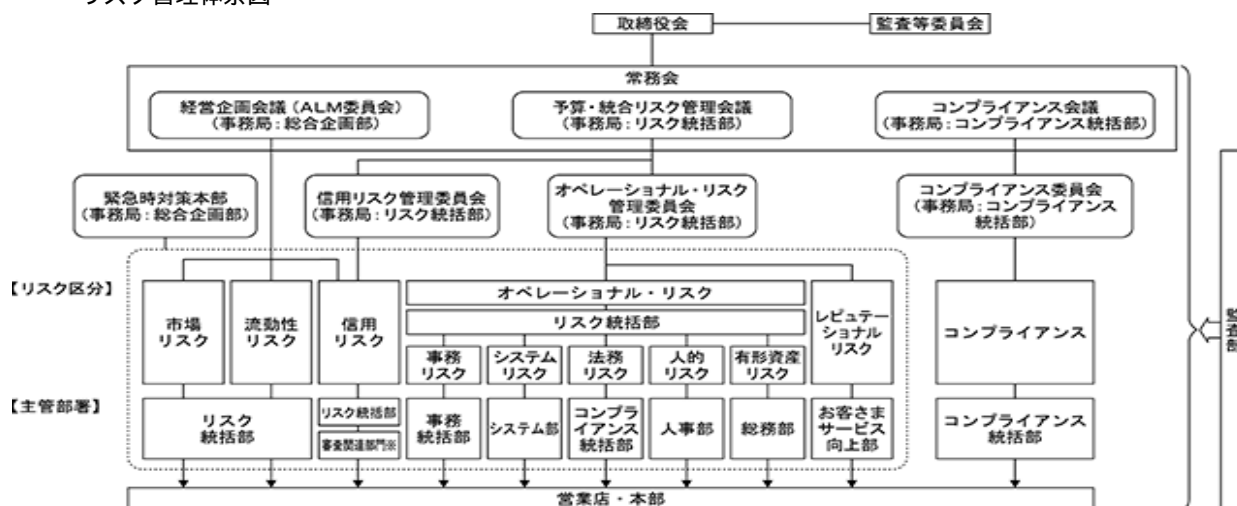 リスク管理体系図
取締役会
監査等委員会
常務会
経営企画会議(ALM委員会)
(事務局:総合企画部)
予算・統合リスク管理会議
(事務局:リスク統括部)
コンプライアンス会議
(事務局:コンプライアンス統括部)
緊急時対策本部
(事務局:総合企画部)
信用リスク管理委員会
(事務局:リスク統括部)
オペレーショナル・リスク
管理委員会
(事務局:リスク統括部)
コンプライアンス委員会
(事務局:コンプライアンス
統括部)
【リスク区分】
市場
リスク
流動性
リスク
信用
リスク
オペレーショナル・リスク
リスク統括部
事務
リスク
システム
リスク
法務
リスク
人的
リスク
有形資産
リスク
レピュテー
ショナル
リスク
コンプライアンス
監査部
【主管部署】
リスク
統括部
リスク統括部
審査関連部門※
事務
統括部
システム部
コンプラ
イアンス
統括部
人事部
総務部
お客さま
サービス
向上部
コンプライアンス
統括部
営業店・本部